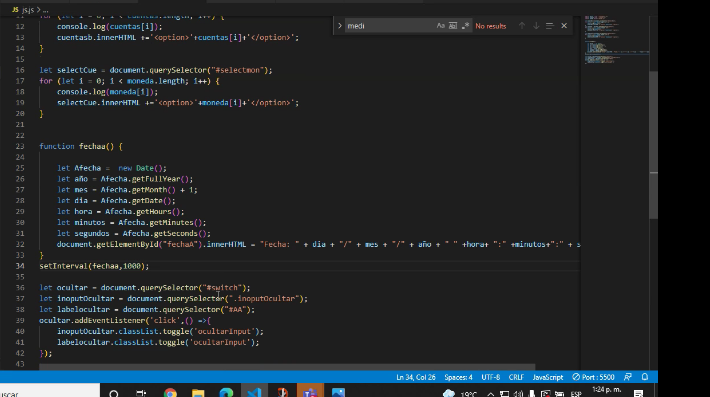 JS js.js > ...
medi
Aa
No results
11 for (let i = 0; i < cuentas.length; i++) {
12 console.log(cuentas[i]);
13 cuentasb.innerHTML +='<option>'+cuentas[i]+'</option>';
14 }
15
16 let selectCue = document.querySelector("#selectmon");
17 for (let i = 0; i < moneda.length; i++) {
18 console.log(moneda[i]);
19 selectCue.innerHTML +='<option>'+moneda[i]+'</option>';
20 }
21
22
23 function fechaa() {
24
25 let Afecha = new Date();
26 let año = Afecha.getFullYear();
27 let mes = Afecha.getMonth() + 1;
28 let dia = Afecha.getDate();
29 let hora = Afecha.getHours();
30 let minutos = Afecha.getMinutes();
31 let segundos = Afecha.getSeconds();
32 document.getElementById("fechaA").innerHTML = "Fecha: " + dia + "/" + mes + "/" + año + " " +hora+ ":" +minutos+":" + s
33 }
34 setInterval(fechaa,1000);
35
36 let ocultar = document.querySelector("#switch");
37 let inoputOcultar = document.querySelector(".inoputOcultar");
38 let labelocultar = document.querySelector("#AA");
39 ocultar.addEventListener('click',() =>{
40 inoputOcultar.classList.toggle('ocultarInput');
41 labelocultar.classList.toggle('ocultarInput');
42 });
43
Ln 34, Col 26 Spaces: 4 UTF-8 CRLF JavaScript Port : 5500
scar
19°C
ESP
1:24 p. m.